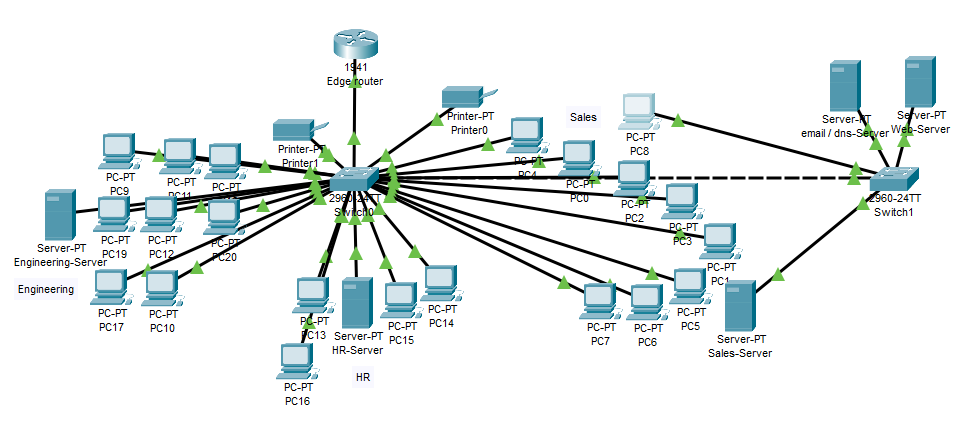 1941
Edge router
Printer-PT
Printer0
Printer-PT
Printer1
Sales
PC-PT
PC8
Server-PT
email / dns-Server
Server-PT
Web-Server
PC-PT
PC4
PC-PT
PC0
PC-PT
PC9
PC-PT
PC11
PC-PT
PC-PT
PC2
2960-24TT
Switch0
2960-24TT
Switch1
PC-PT
PC3
Server-PT
Engineering-Server
PC-PT
PC19
PC-PT
PC12
PC-PT
PC20
PC-PT
PC1
Engineering
PC-PT
PC17
PC-PT
PC10
PC-PT
PC13
Server-PT
HR-Server
PC-PT
PC15
PC-PT
PC14
PC-PT
PC7
PC-PT
PC6
PC-PT
PC5
Server-PT
Sales-Server
PC-PT
PC16
HR